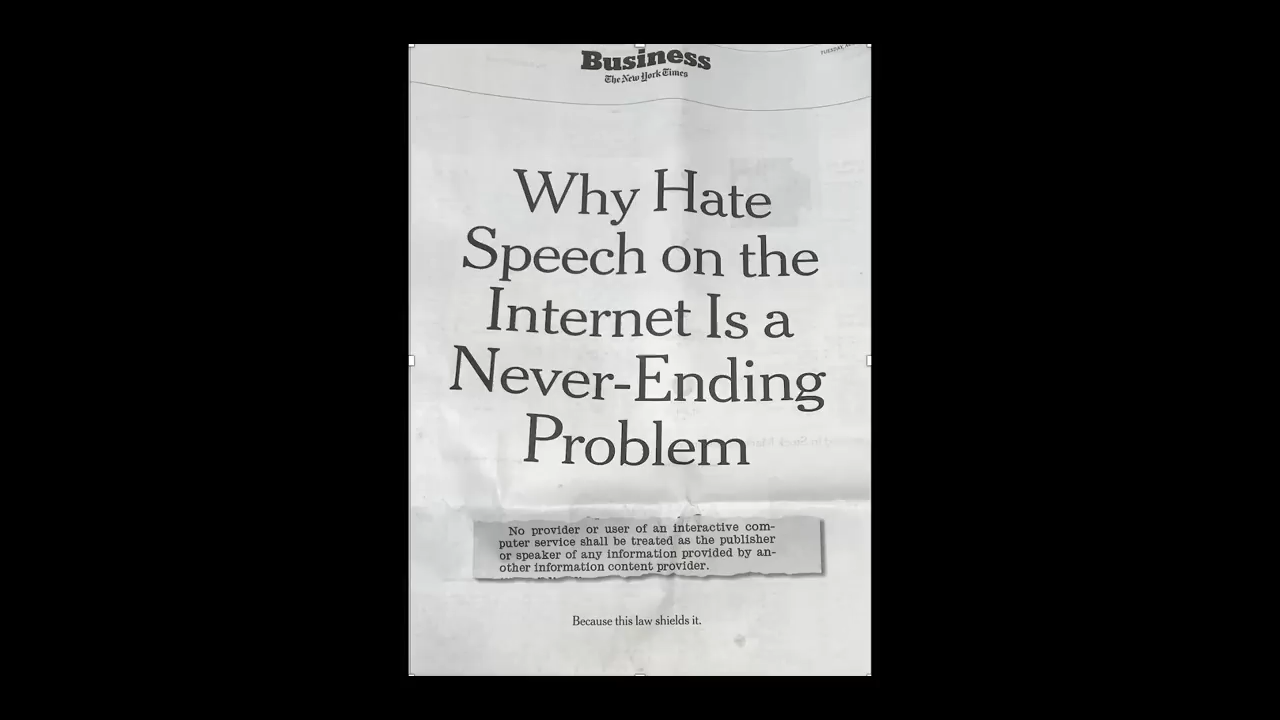 Business
The New York Times
TUESDAY,
Why Hate
Speech on the
Internet Is a
Never-Ending
Problem
No provider or user of an interactive com-
puter service shall be treated as the publisher
or speaker of any information provided by an-
other information content provider.
Because this law shields it.